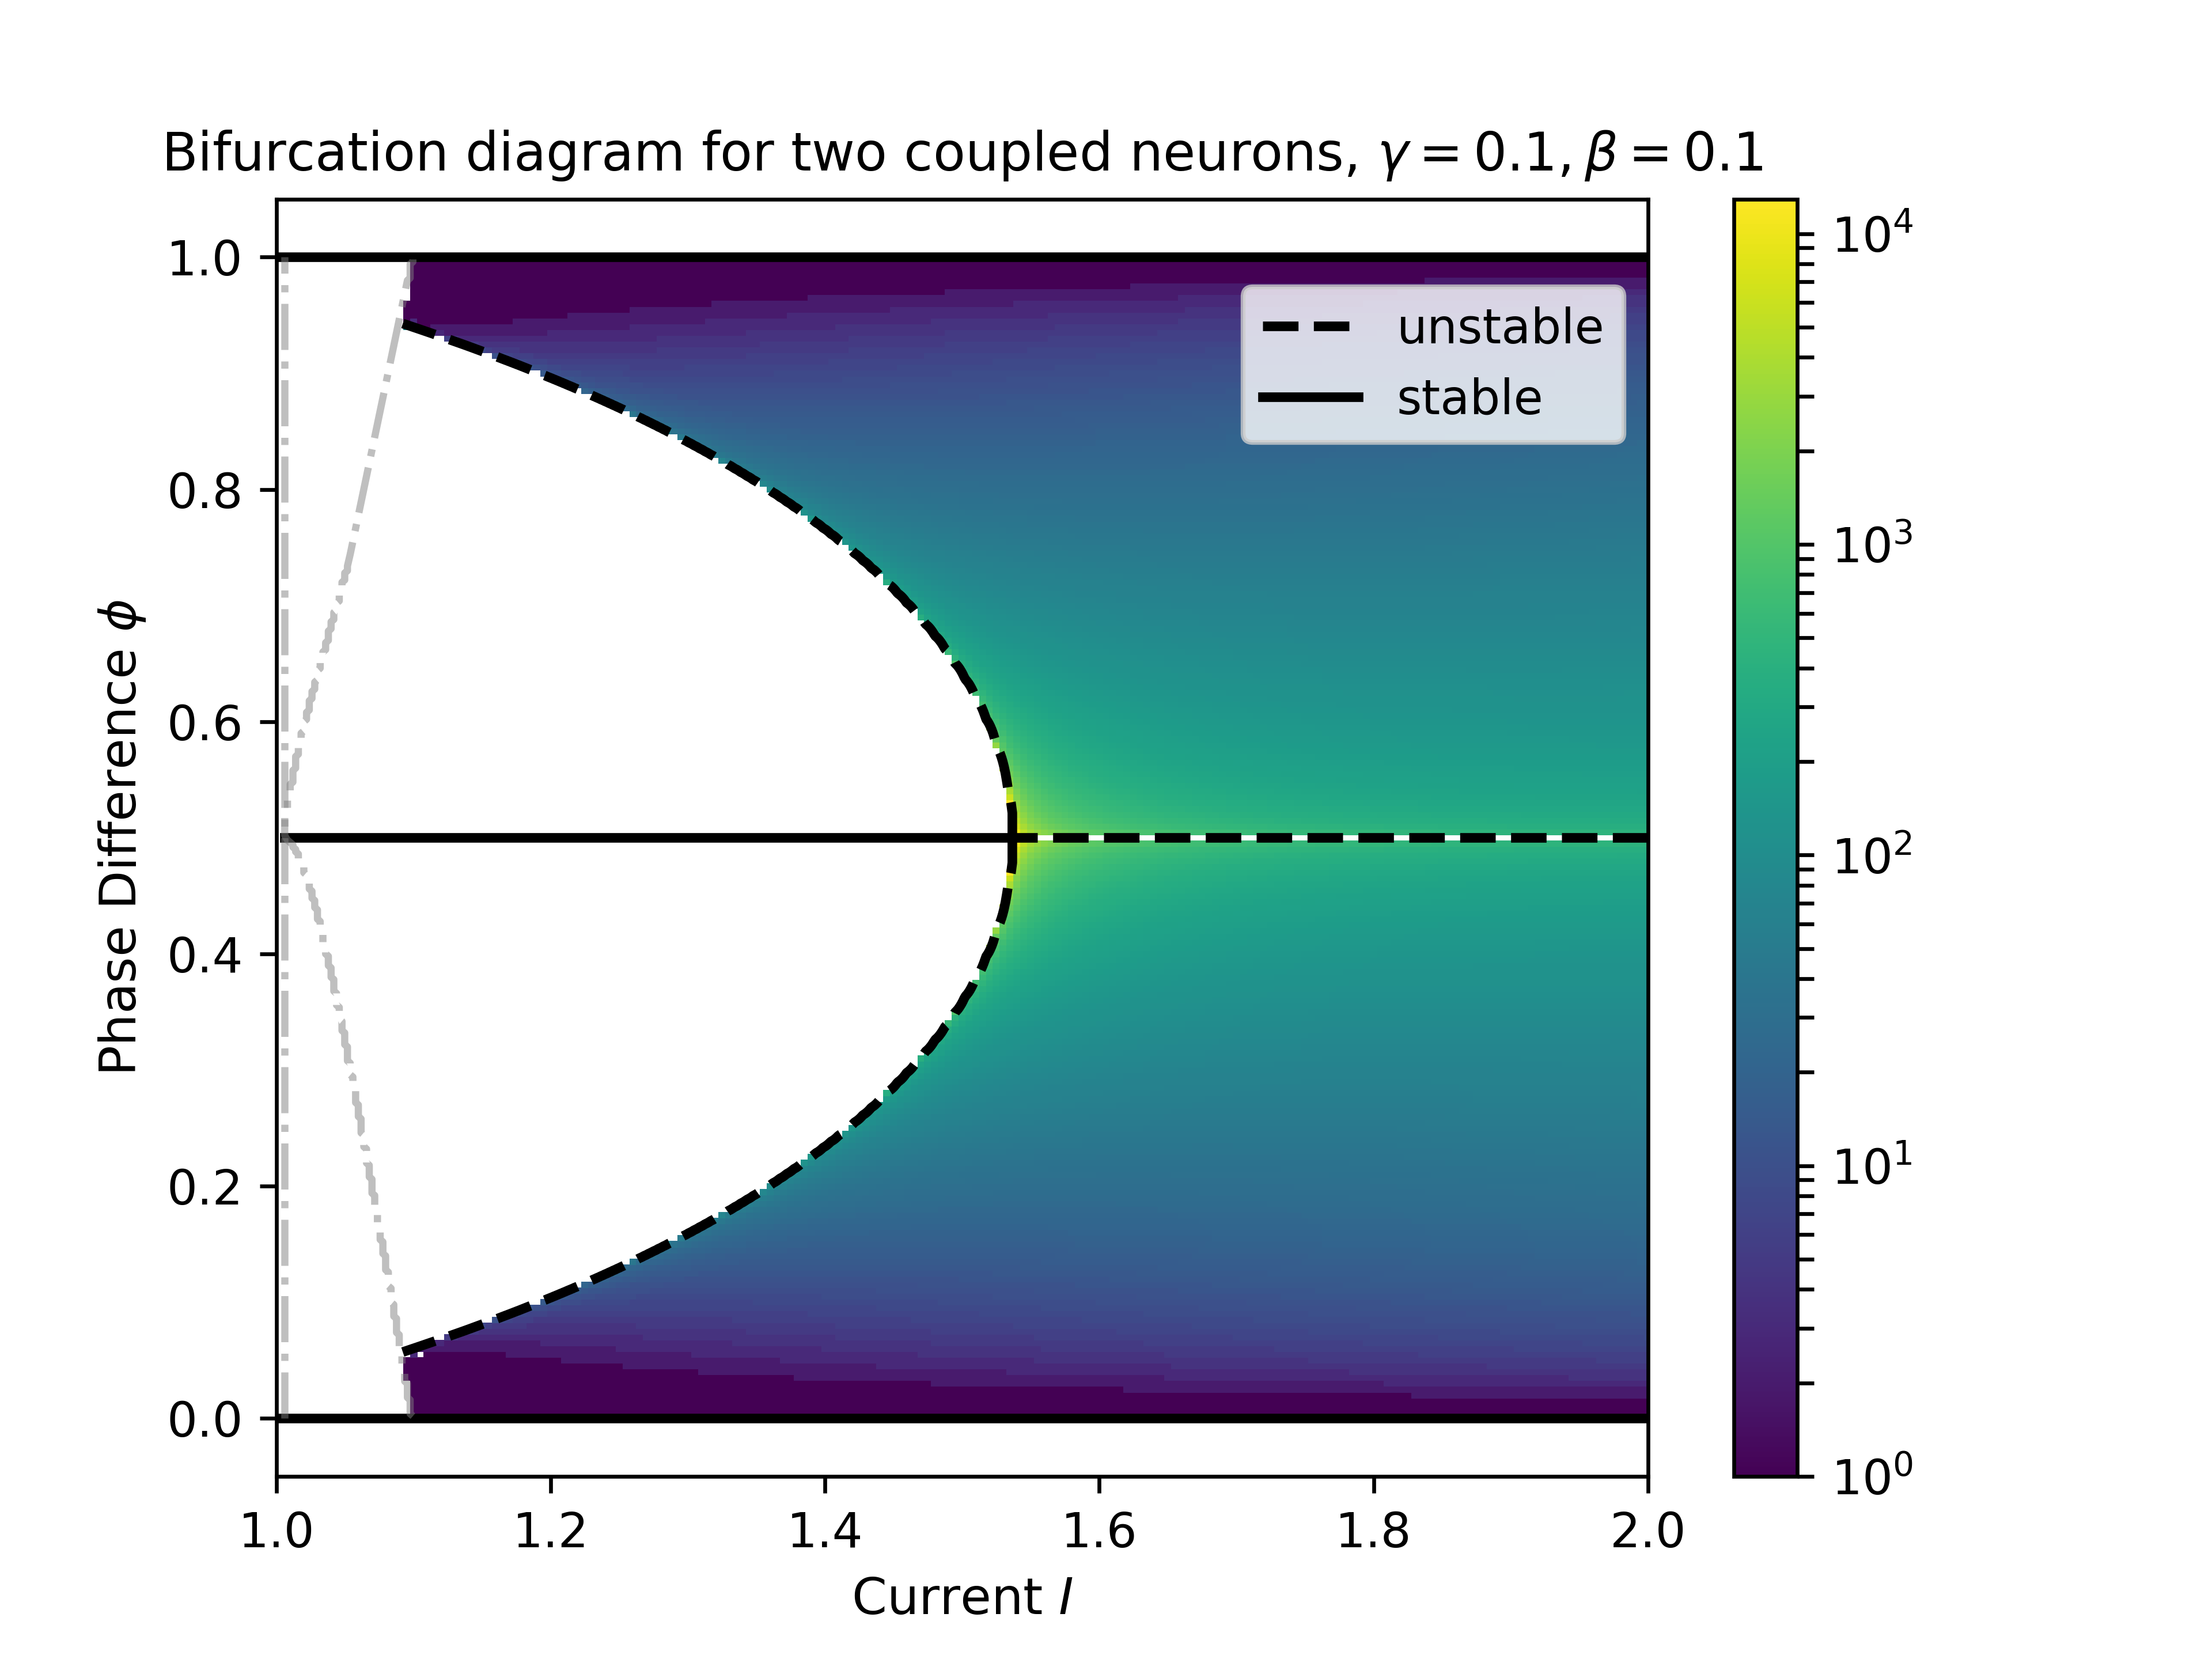 Bifurcation diagram for two coupled neurons, γ = 0.1, β = 0.1
unstable
stable
Phase Difference ϕ
1.0
0.8
0.6
0.4
0.2
0.0
1.0 1.2 1.4 1.6 1.8 2.0
Current I
10⁴
10³
10²
10¹
10⁰